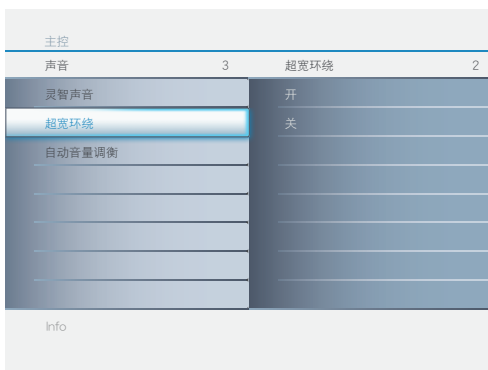 主控
声音 3 超宽环绕 2
灵智声音 开
超宽环绕 关
自动音量调衡
Info